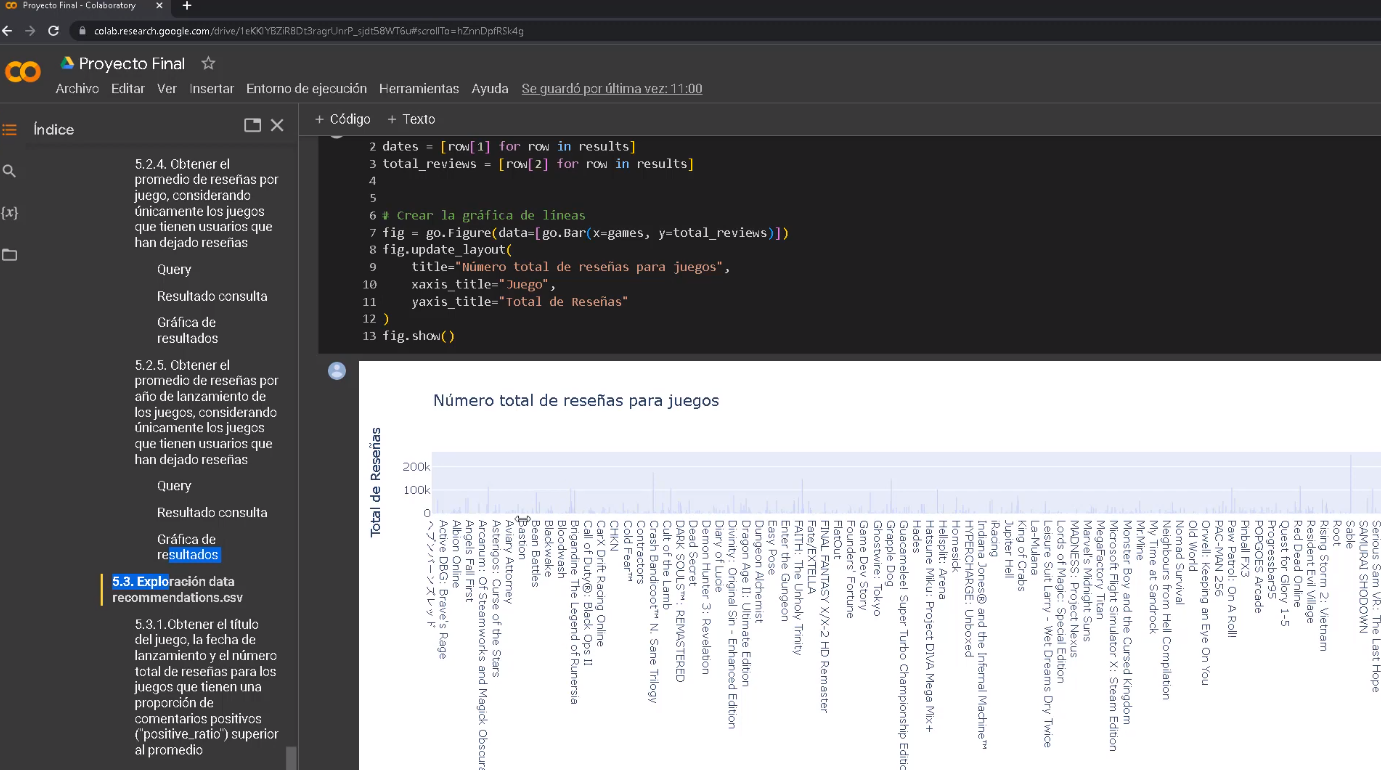 Proyecto Final - Colaboratory
Proyecto Final
Archivo Editar Ver Insertar Entorno de ejecución Herramientas Ayuda Se guardó por última vez: 11:00
Índice
+ Código + Texto
5.2.4. Obtener el
promedio de reseñas por
juego, considerando
únicamente los juegos
que tienen usuarios que
han dejado reseñas
Query
Resultado consulta
Gráfica de
resultados
5.2.5. Obtener el
promedio de reseñas por
año de lanzamiento de
los juegos, considerando
únicamente los juegos
que tienen usuarios que
han dejado reseñas
Query
Resultado consulta
Gráfica de
resultados
5.3. Exploración data
recommendations.csv
5.3.1.Obtener el título
del juego, la fecha de
lanzamiento y el número
total de reseñas para los
juegos que tienen una
proporción de
comentarios positivos
("positive_ratio") superior
al promedio
2 dates = [row[1] for row in results]
3 total_reviews = [row[2] for row in results]
4
5
6 # Crear la gráfica de líneas
7 fig = go.Figure(data=[go.Bar(x=games, y=total_reviews)])
8 fig.update_layout(
9 title="Número total de reseñas para juegos",
10 xaxis_title="Juego",
11 yaxis_title="Total de Reseñas"
12 )
13 fig.show()
Número total de reseñas para juegos
Total de Reseñas
200k
100k
0
ヘブンバーンズレッド
Active DBG: Brave's Rage
Albion Online
Angels Fall First
Arcanum: Of Steamworks and Magick Obscura
Astengos: Curse of the Stars
Aviary Attorney
Bastion
Bean Battles
Blackwake
Bloodwash
Braveland
Call of Duty®: Black Ops II
CarX Drift Racing Online
CHKN
Cold Fear™
Contractors
Crash Bandicoot™ N. Sane Trilogy
Cult of the Lamb
DARK SOULS™: REMASTERED
Dead Secret
Demon Hunter 3: Revelation
Diary of Lucie
Divinity: Original Sin - Enhanced Edition
Dragon Age II: Ultimate Edition
Dungeon Alchemist
Easy Pose
Enter the Gungeon
FAITH: The Unholy Trinity
Fate/EXTELLA
FINAL FANTASY X/X-2 HD Remaster
FlatOut
Founders' Fortune
Game Dev Story
Ghostwire: Tokyo
Grapple Dog
Guacamelee! Super Turbo Championship Editi
Hades
Hatsune Miku: Project DIVA Mega Mix+
Hellsplit: Arena
Homesick
HYPERCHARGE: Unboxed
Indiana Jones® and the Infernal Machine™
iRacing
Jupiter Hell
King of Crabs
La-Mulana
Leisure Suit Larry - Wet Dreams Dry Twice
Lords of Magic: Special Edition
MADNESS: Project Nexus
Marvel's Midnight Suns
MegaFactory Titan
Microsoft Flight Simulator X: Steam Edition
Monster Boy and the Cursed Kingdom
Mr.Mine
My Time at Sandrock
Neighbours from Hell Compilation
Nomad Survival
Old World
Orwell: Keeping an Eye On You
PAC-MAN 256
Paw Patrol: On A Roll!
Pinball FX3
POPGOES Arcade
Progressbar95
Quest for Glory 1-5
Red Dead Online
Resident Evil Village
Rising Storm 2: Vietnam
Root
Sable
SAMURAI SHODOWN
Serious Sam VR: The Last Hope